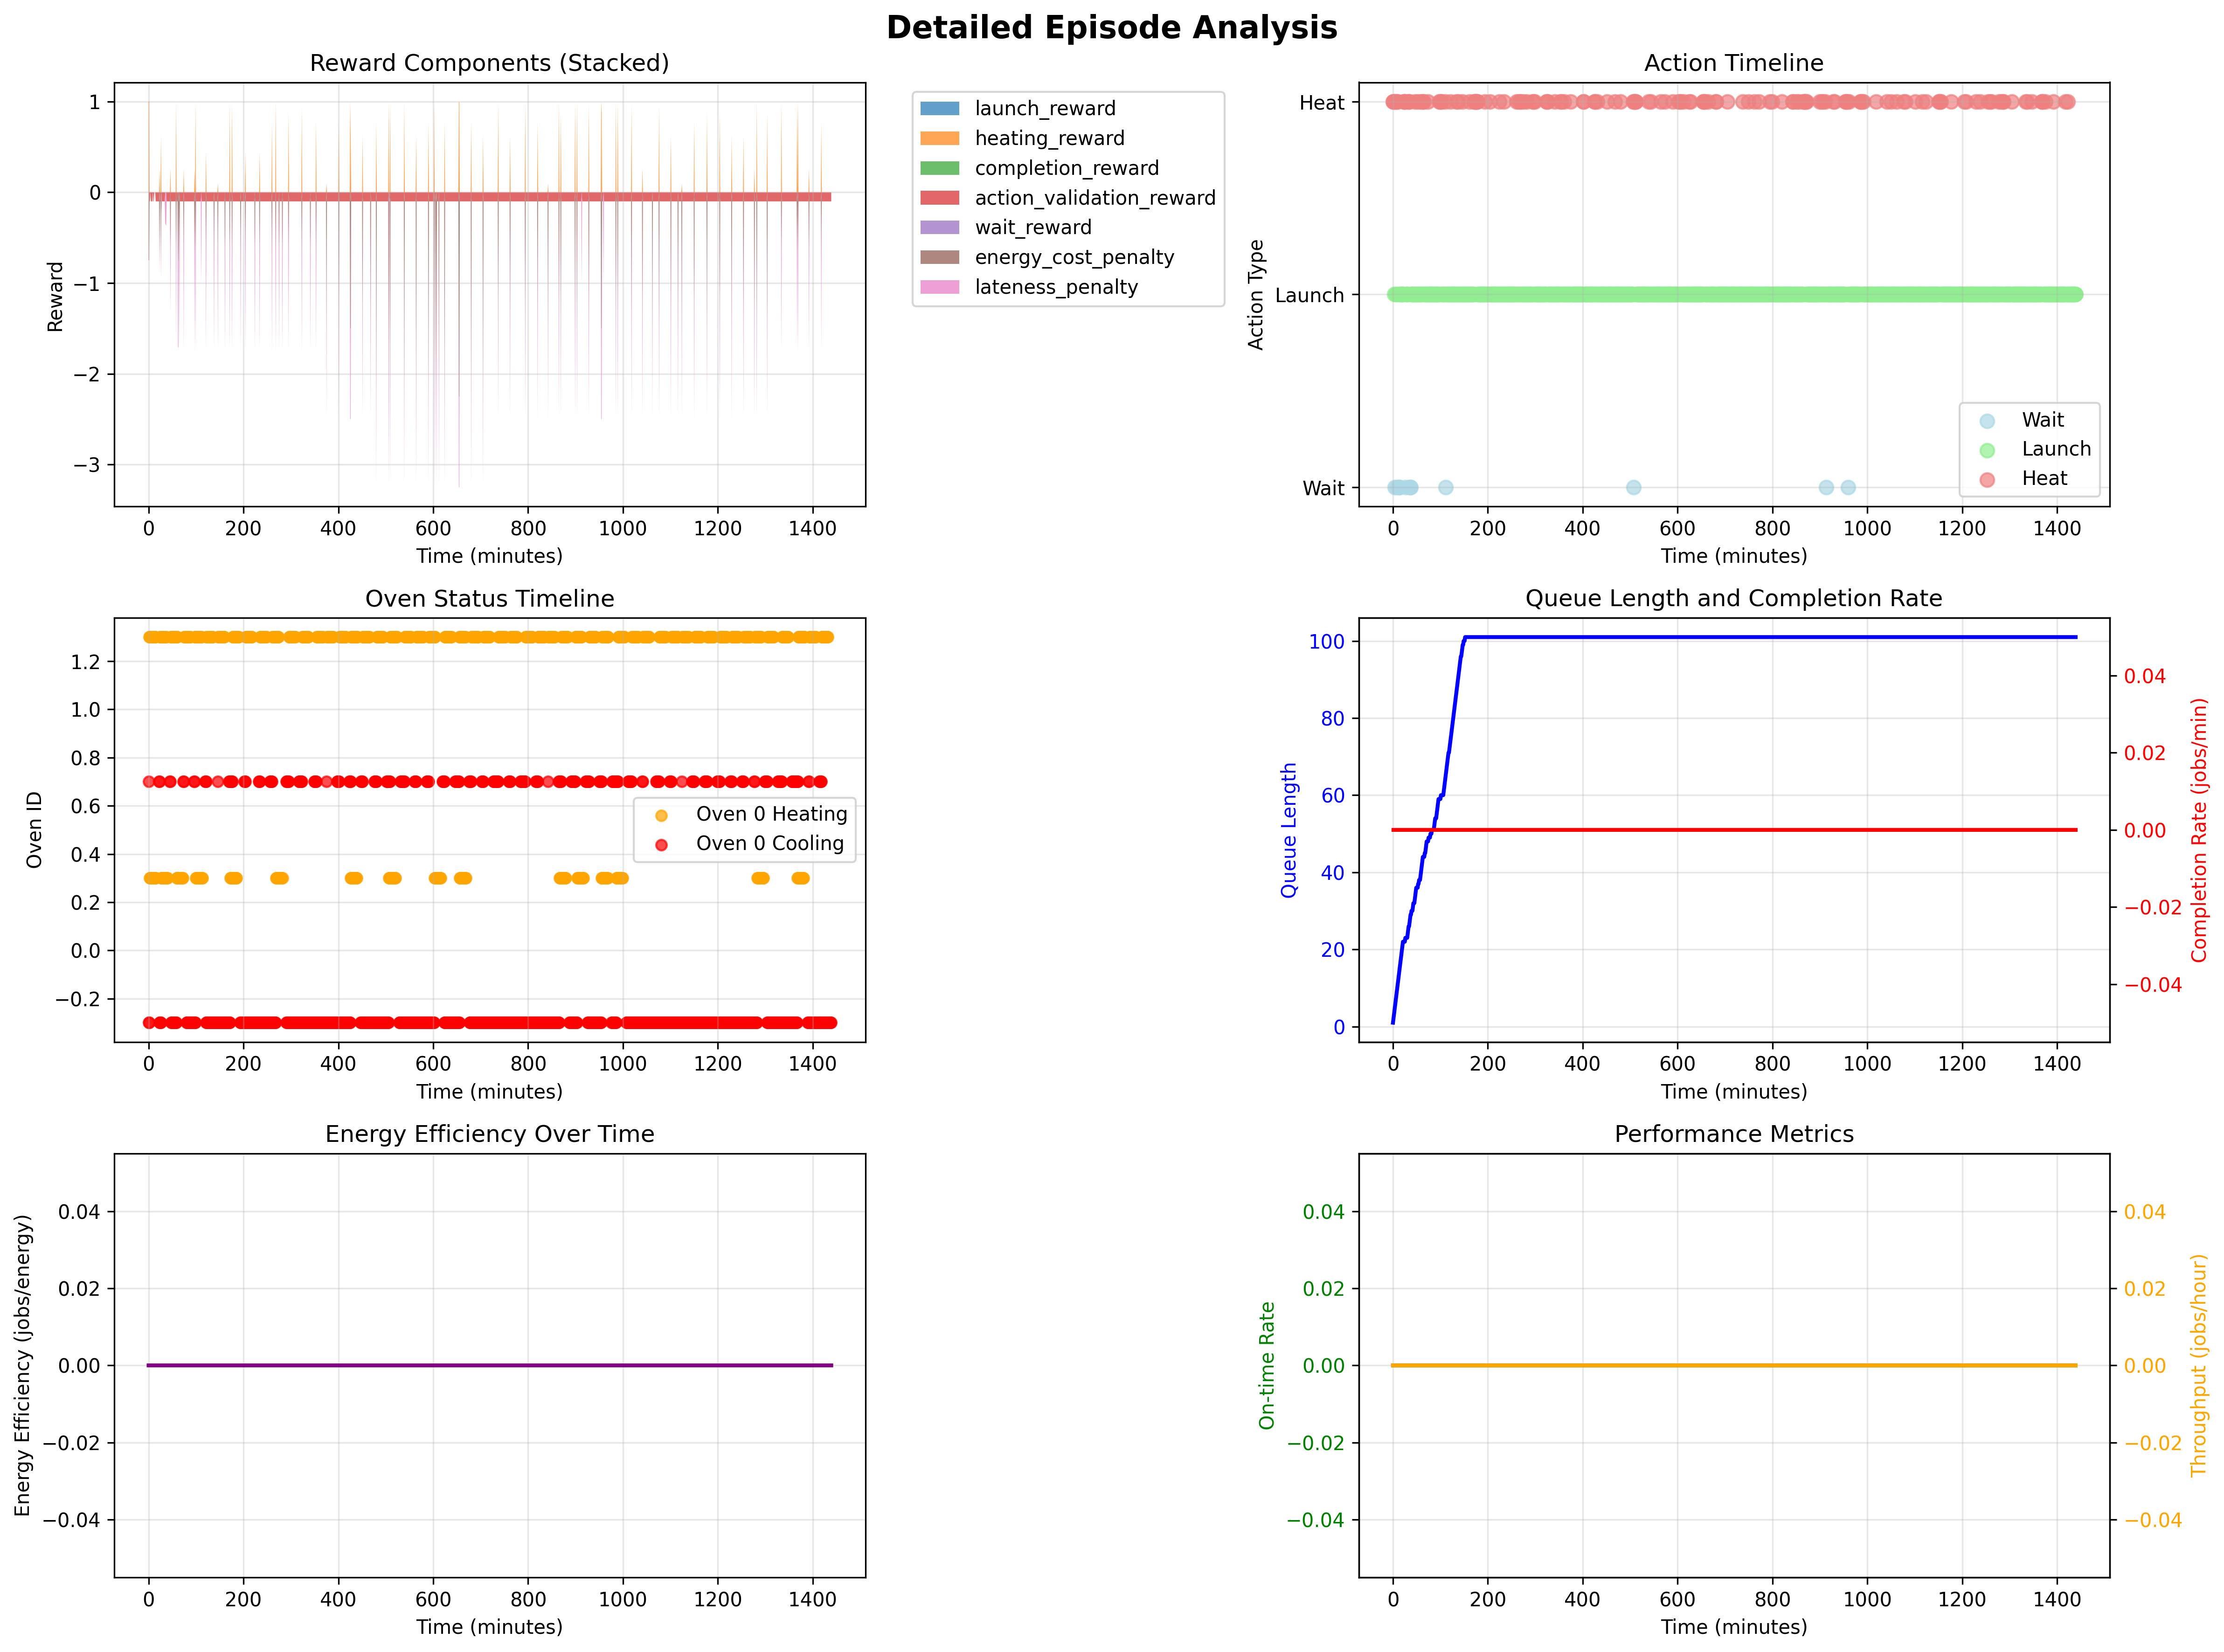 Detailed Episode Analysis
Reward Components (Stacked)
1
0
−1
−2
−3
Reward
0 200 400 600 800 1000 1200 1400
Time (minutes)
launch_reward
heating_reward
completion_reward
action_validation_reward
wait_reward
energy_cost_penalty
lateness_penalty
Action Timeline
Heat
Launch
Wait
Action Type
Wait
Launch
Heat
0 200 400 600 800 1000 1200 1400
Time (minutes)
Oven Status Timeline
1.2
1.0
0.8
0.6
0.4
0.2
0.0
−0.2
Oven ID
Oven 0 Heating
Oven 0 Cooling
0 200 400 600 800 1000 1200 1400
Time (minutes)
Queue Length and Completion Rate
100
80
60
40
20
0
Queue Length
0.04
0.02
0.00
−0.02
−0.04
Completion Rate (jobs/min)
0 200 400 600 800 1000 1200 1400
Time (minutes)
Energy Efficiency Over Time
0.04
0.02
0.00
−0.02
−0.04
Energy Efficiency (jobs/energy)
0 200 400 600 800 1000 1200 1400
Time (minutes)
Performance Metrics
0.04
0.02
0.00
−0.02
−0.04
On-time Rate
0.04
0.02
0.00
−0.02
−0.04
Throughput (jobs/hour)
0 200 400 600 800 1000 1200 1400
Time (minutes)